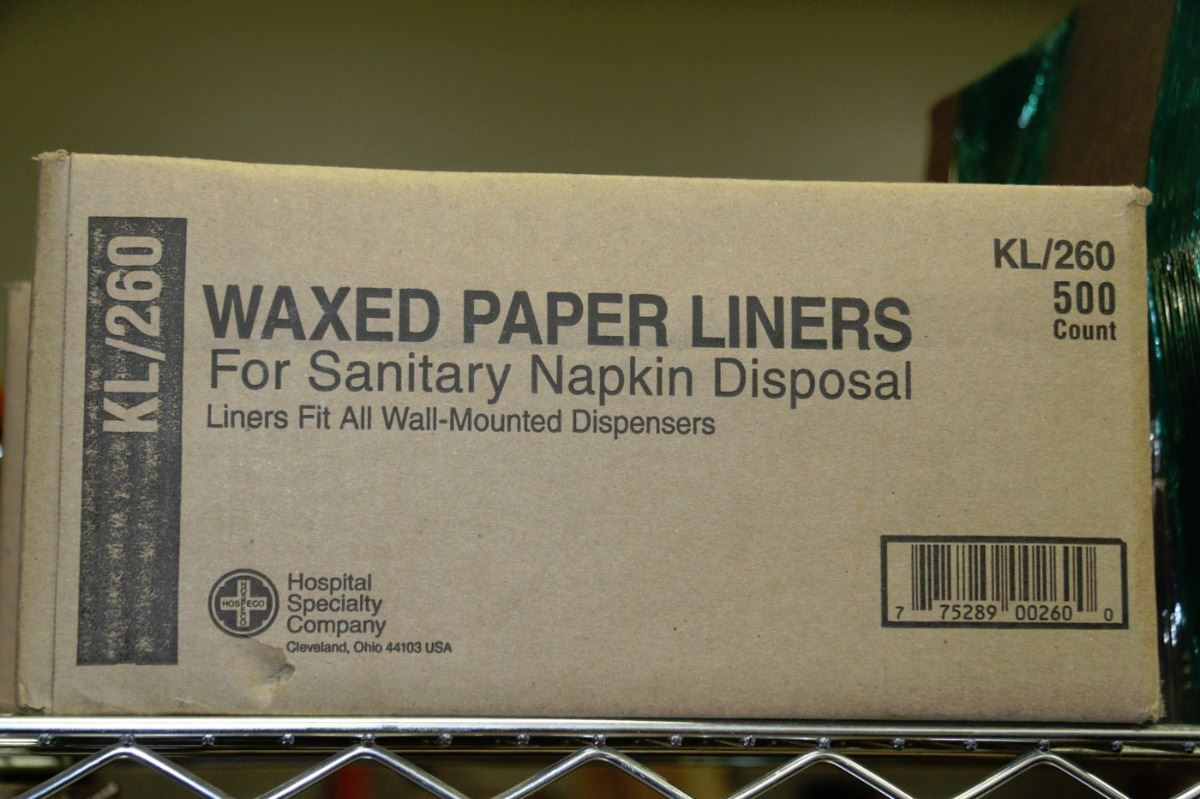 KL/260
WAXED PAPER LINERS
For Sanitary Napkin Disposal
Liners Fit All Wall-Mounted Dispensers
KL/260
500
Count
HOSPECO
HOSPECO
Hospital
Specialty
Company
Cleveland, Ohio 44103 USA
7 75289 00260 0